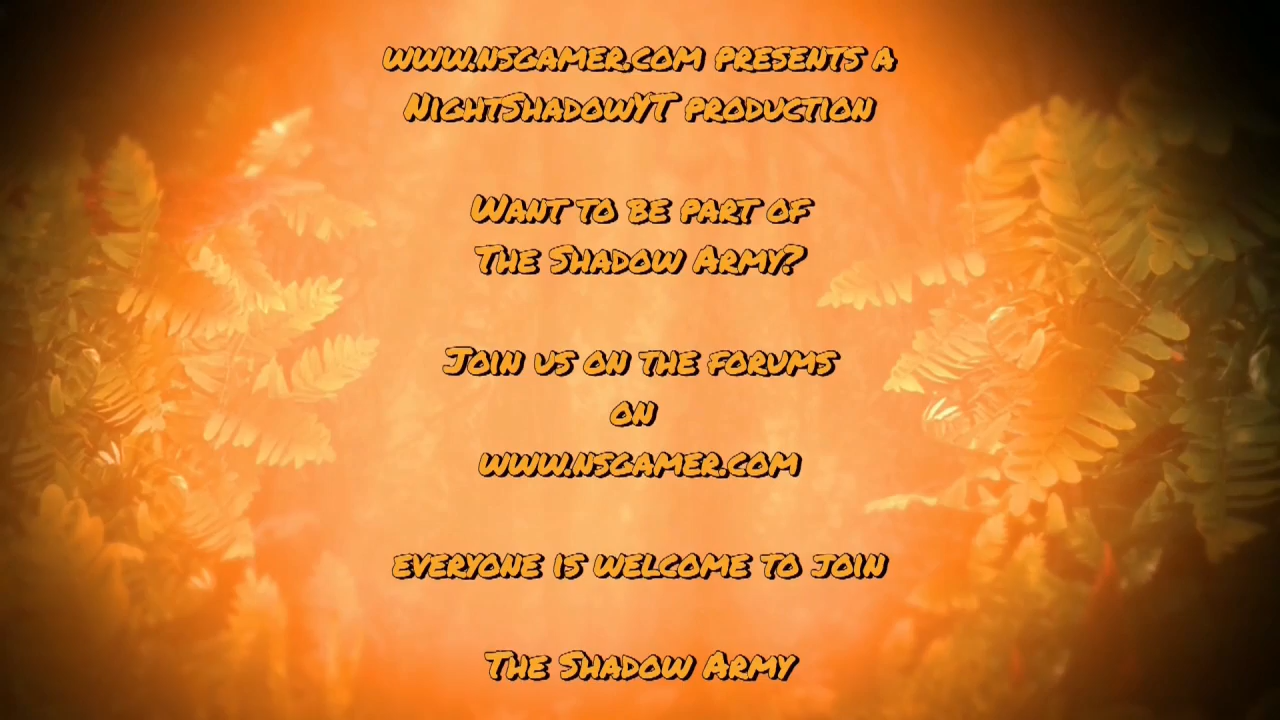 www.nsgamer.com presents a
NightShadowYT production
Want to be part of
The Shadow Army?
Join us on the forums
on
www.nsgamer.com
everyone is welcome to join
The Shadow Army